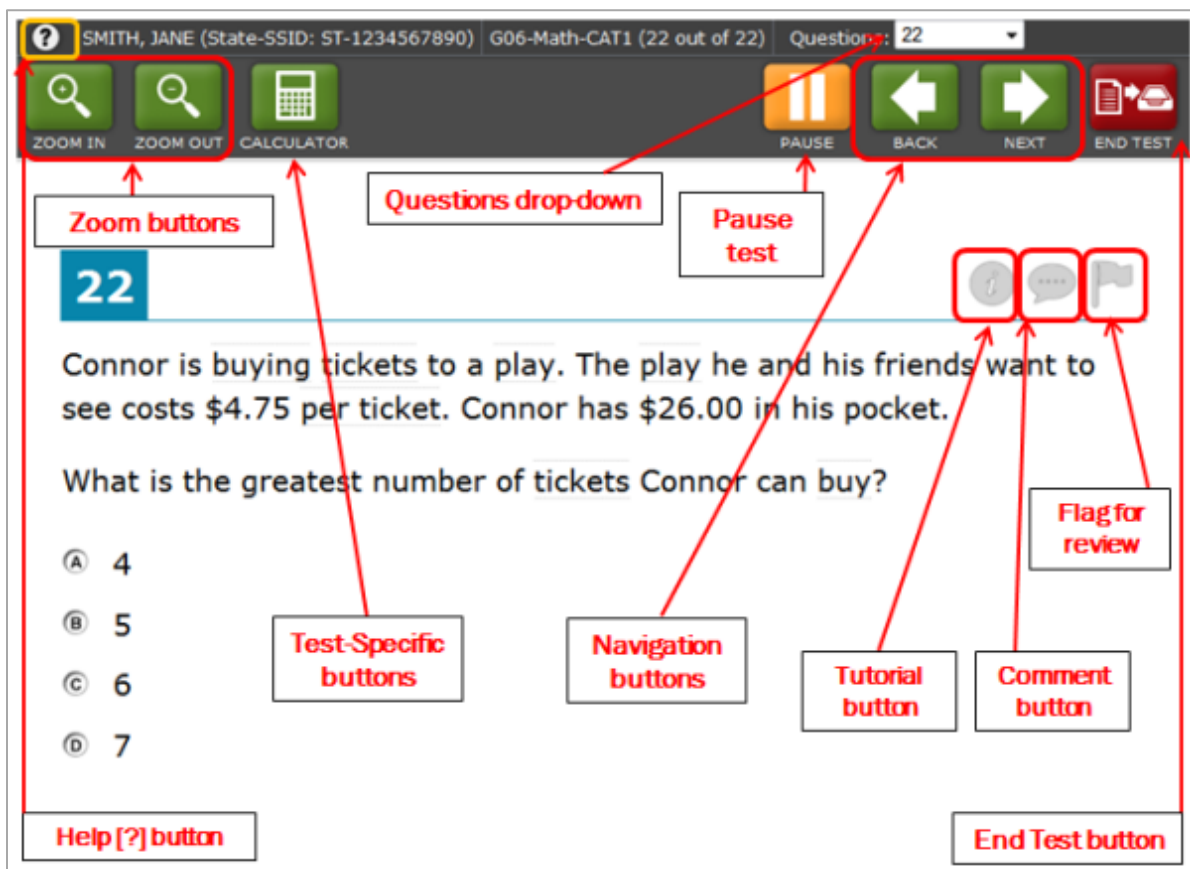 ? SMITH, JANE (State-SSID: ST-1234567890) G06-Math-CAT1 (22 out of 22) Questions: 22
ZOOM IN ZOOM OUT CALCULATOR PAUSE BACK NEXT END TEST
Zoom buttons
Questions drop-down
Pause
test
22
i
Connor is buying tickets to a play. The play he and his friends want to
see costs $4.75 per ticket. Connor has $26.00 in his pocket.
What is the greatest number of tickets Connor can buy?
Flag for
review
A 4
B 5
C 6
D 7
Test-Specific
buttons
Navigation
buttons
Tutorial
button
Comment
button
Help [?] button
End Test button